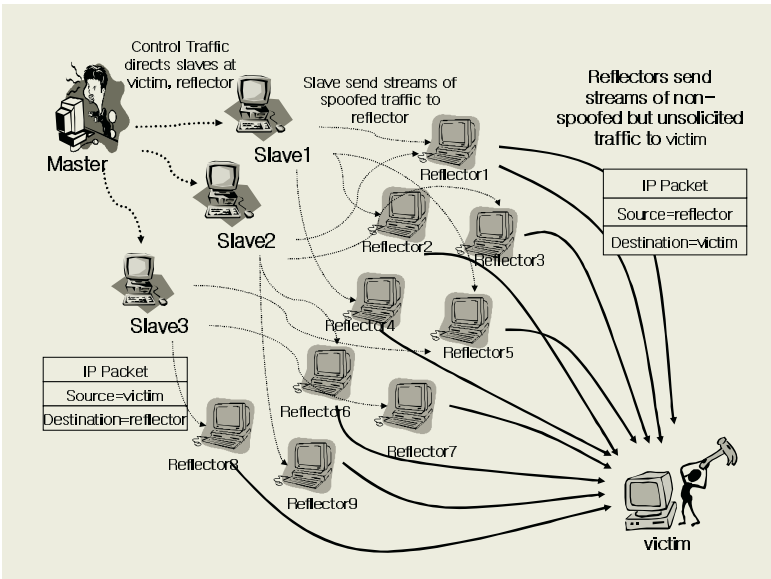 Control Traffic
directs slaves at
victim, reflector
Slave send streams of
spoofed traffic to
reflector
Reflectors send
streams of non-
spoofed but unsolicited
traffic to victim
Master
Slave1
Reflector1
IP Packet
Source=reflector
Destination=victim
Slave2
Reflector2
Reflector3
Slave3
Reflector4
Reflector5
IP Packet
Source=victim
Destination=reflector
Reflector6
Reflector7
Reflector8
Reflector9
victim